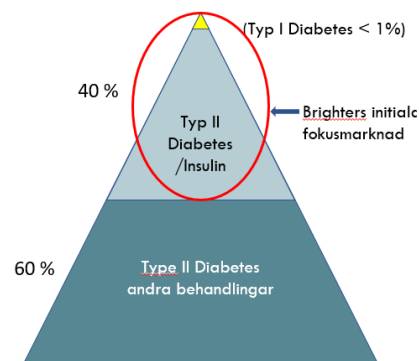 (Typ I Diabetes < 1%)
40 %
Brighters initiala
fokusmarknad
Typ II
Diabetes
/Insulin
60 %
Type II Diabetes
andra behandlingar